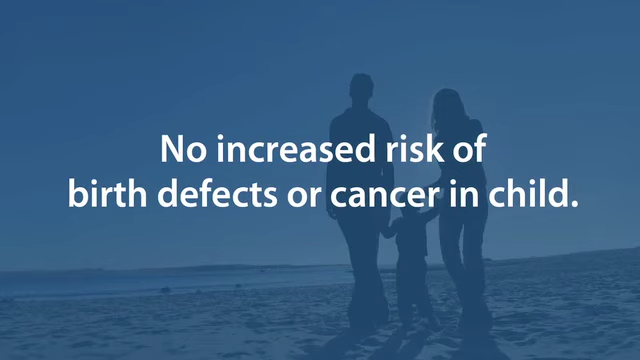 No increased risk of
birth defects or cancer in child.